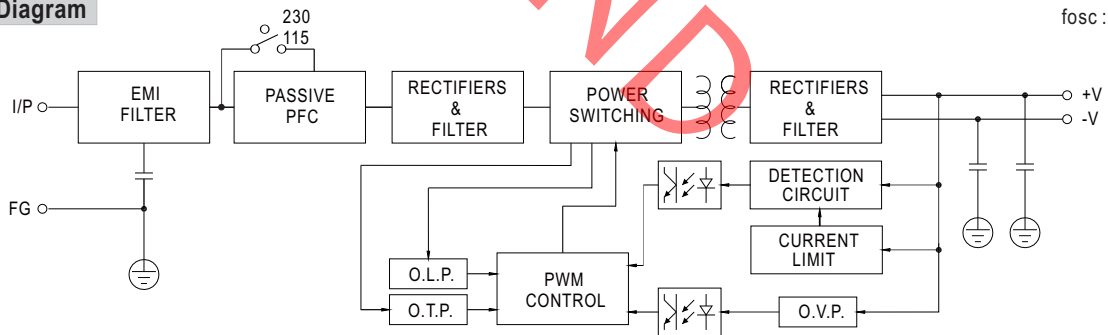 Diagram
fosc :
230
115
I/P
EMI
FILTER
PASSIVE
PFC
RECTIFIERS
&
FILTER
POWER
SWITCHING
RECTIFIERS
&
FILTER
+V
-V
FG
DETECTION
CIRCUIT
CURRENT
LIMIT
O.L.P.
O.T.P.
PWM
CONTROL
O.V.P.
ND